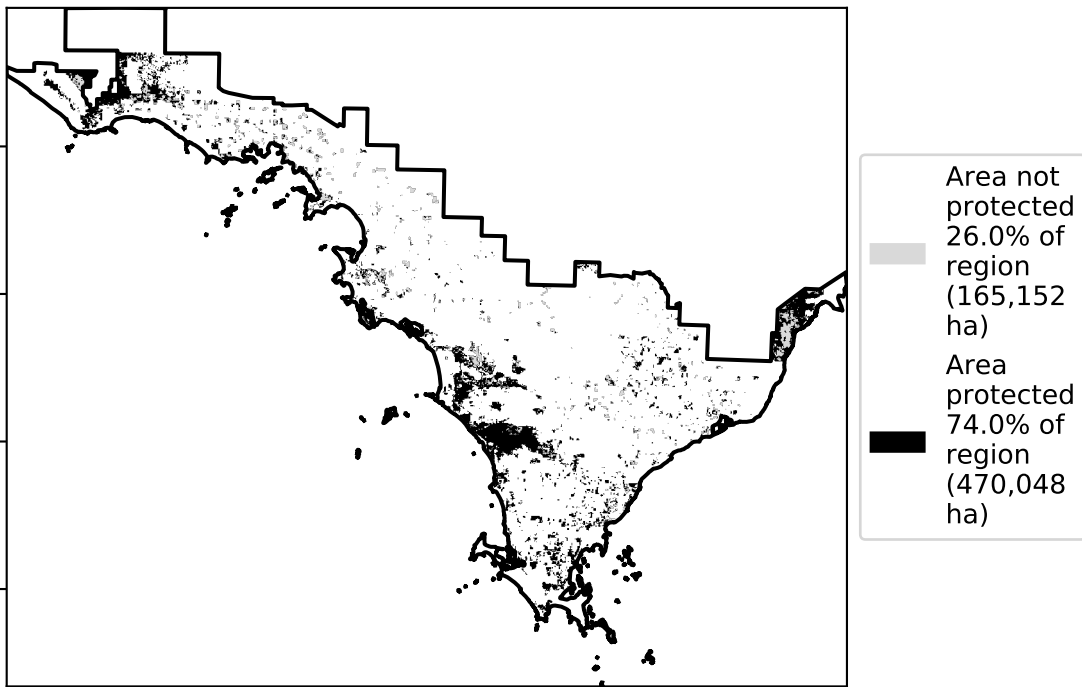 Area not
protected
26.0% of
region
(165,152
ha)
Area
protected
74.0% of
region
(470,048
ha)